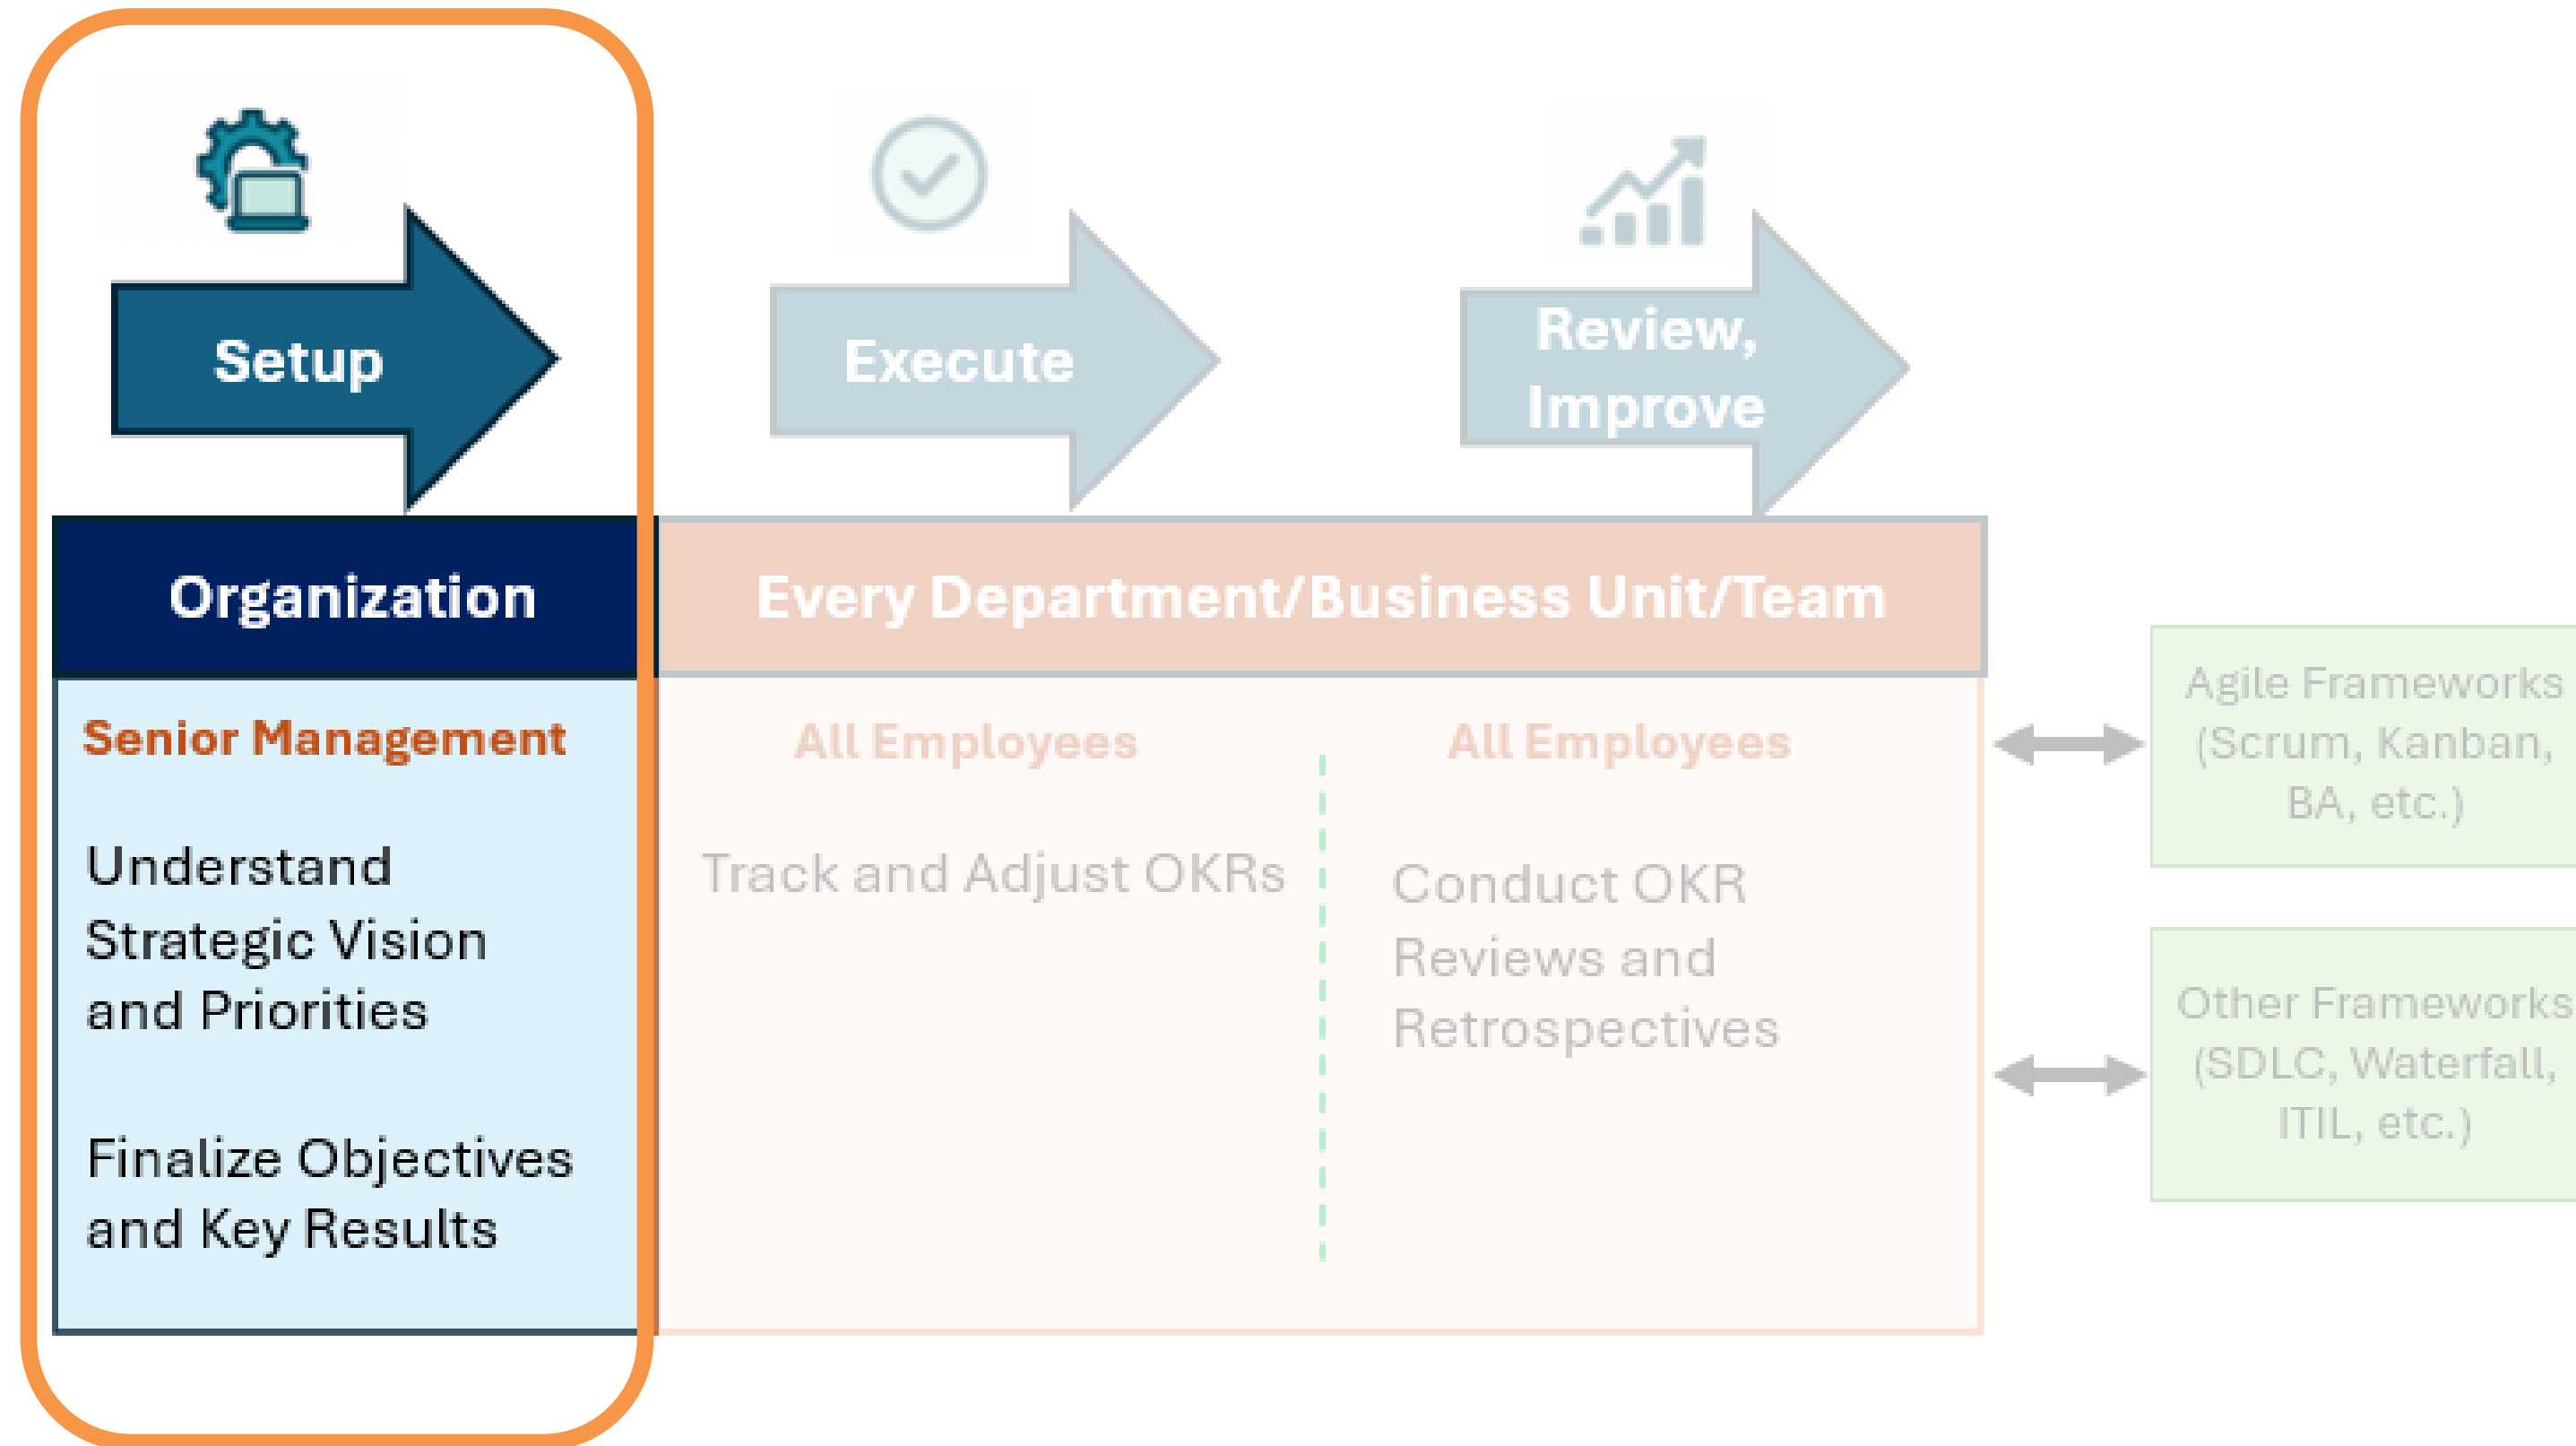 Setup
Execute
Review,
Improve
Organization
Every Department/Business Unit/Team
Senior Management
Understand
Strategic Vision
and Priorities
Finalize Objectives
and Key Results
All Employees
Track and Adjust OKRs
All Employees
Conduct OKR
Reviews and
Retrospectives
Agile Frameworks
(Scrum, Kanban,
BA, etc.)
Other Frameworks
(SDLC, Waterfall,
ITIL, etc.)